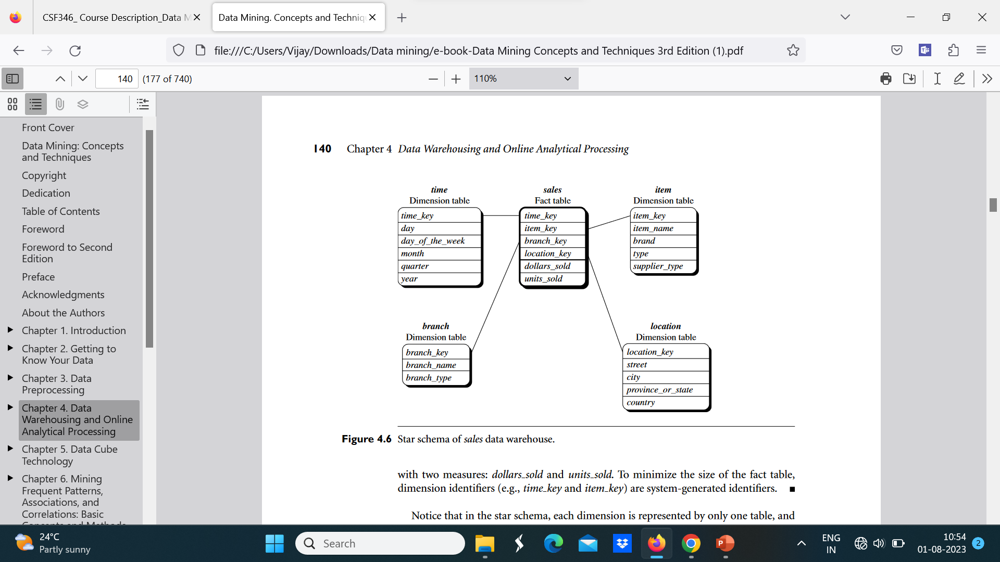 CSF346_ Course Description_Data M
Data Mining. Concepts and Techniqu
file:///C:/Users/Vijay/Downloads/Data mining/e-book-Data Mining Concepts and Techniques 3rd Edition (1).pdf
140 (177 of 740)
110%
Front Cover
Data Mining: Concepts
and Techniques
Copyright
Dedication
Table of Contents
Foreword
Foreword to Second
Edition
Preface
Acknowledgments
About the Authors
Chapter 1. Introduction
Chapter 2. Getting to
Know Your Data
Chapter 3. Data
Preprocessing
Chapter 4. Data
Warehousing and Online
Analytical Processing
Chapter 5. Data Cube
Technology
Chapter 6. Mining
Frequent Patterns,
Associations, and
Correlations: Basic
Concepts and Methods
140 Chapter 4 Data Warehousing and Online Analytical Processing
time
Dimension table
time_key
day
day_of_the_week
month
quarter
year
sales
Fact table
time_key
item_key
branch_key
location_key
dollars_sold
units_sold
item
Dimension table
item_key
item_name
brand
type
supplier_type
branch
Dimension table
branch_key
branch_name
branch_type
location
Dimension table
location_key
street
city
province_or_state
country
Figure 4.6 Star schema of sales data warehouse.
with two measures: dollars_sold and units_sold. To minimize the size of the fact table,
dimension identifiers (e.g., time_key and item_key) are system-generated identifiers.
Notice that in the star schema, each dimension is represented by only one table, and
24°C
Partly sunny
Search
P
ENG
IN
10:54
01-08-2023
2